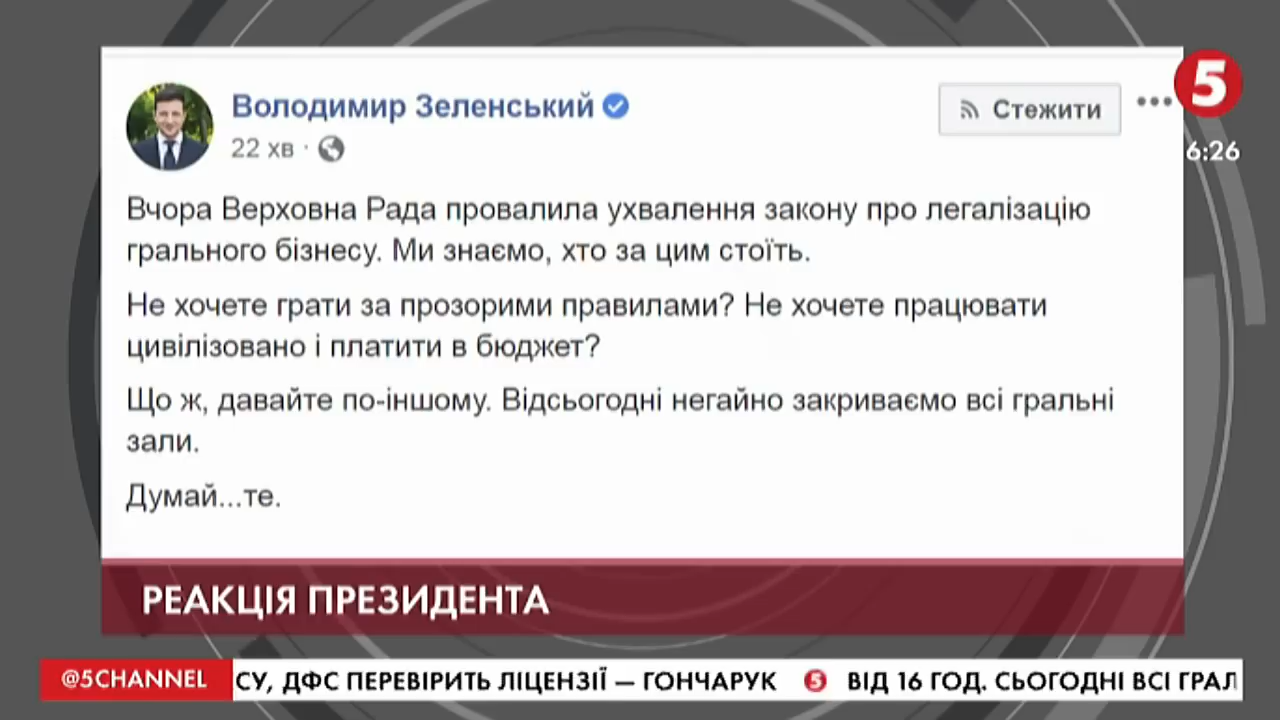 Володимир Зеленський
Стежити
5
22 хв
6:26
Вчора Верховна Рада провалила ухвалення закону про легалізацію
грального бізнесу. Ми знаємо, хто за цим стоїть.
Не хочете грати за прозорими правилами? Не хочете працювати
цивілізовано і платити в бюджет?
Що ж, давайте по-іншому. Відсьогодні негайно закриваємо всі гральні
зали.
Думай...те.
РЕАКЦІЯ ПРЕЗИДЕНТА
@5CHANNEL СУ, ДФС ПЕРЕВІРИТЬ ЛІЦЕНЗІЇ — ГОНЧАРУК 5 ВІД 16 ГОД. СЬОГОДНІ ВСІ ГРАЛ